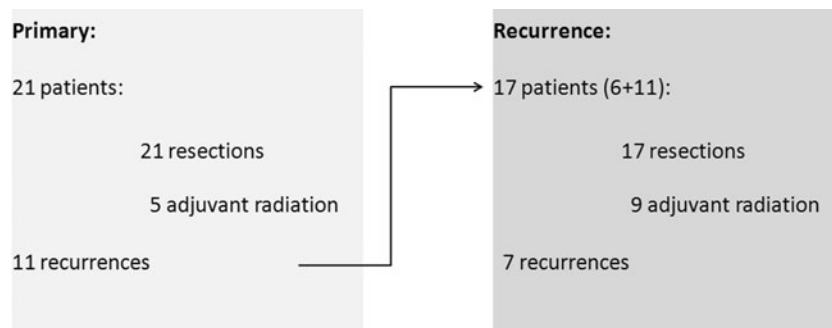 Primary:
21 patients:
21 resections
5 adjuvant radiation
11 recurrences
Recurrence:
17 patients (6+11):
17 resections
9 adjuvant radiation
7 recurrences